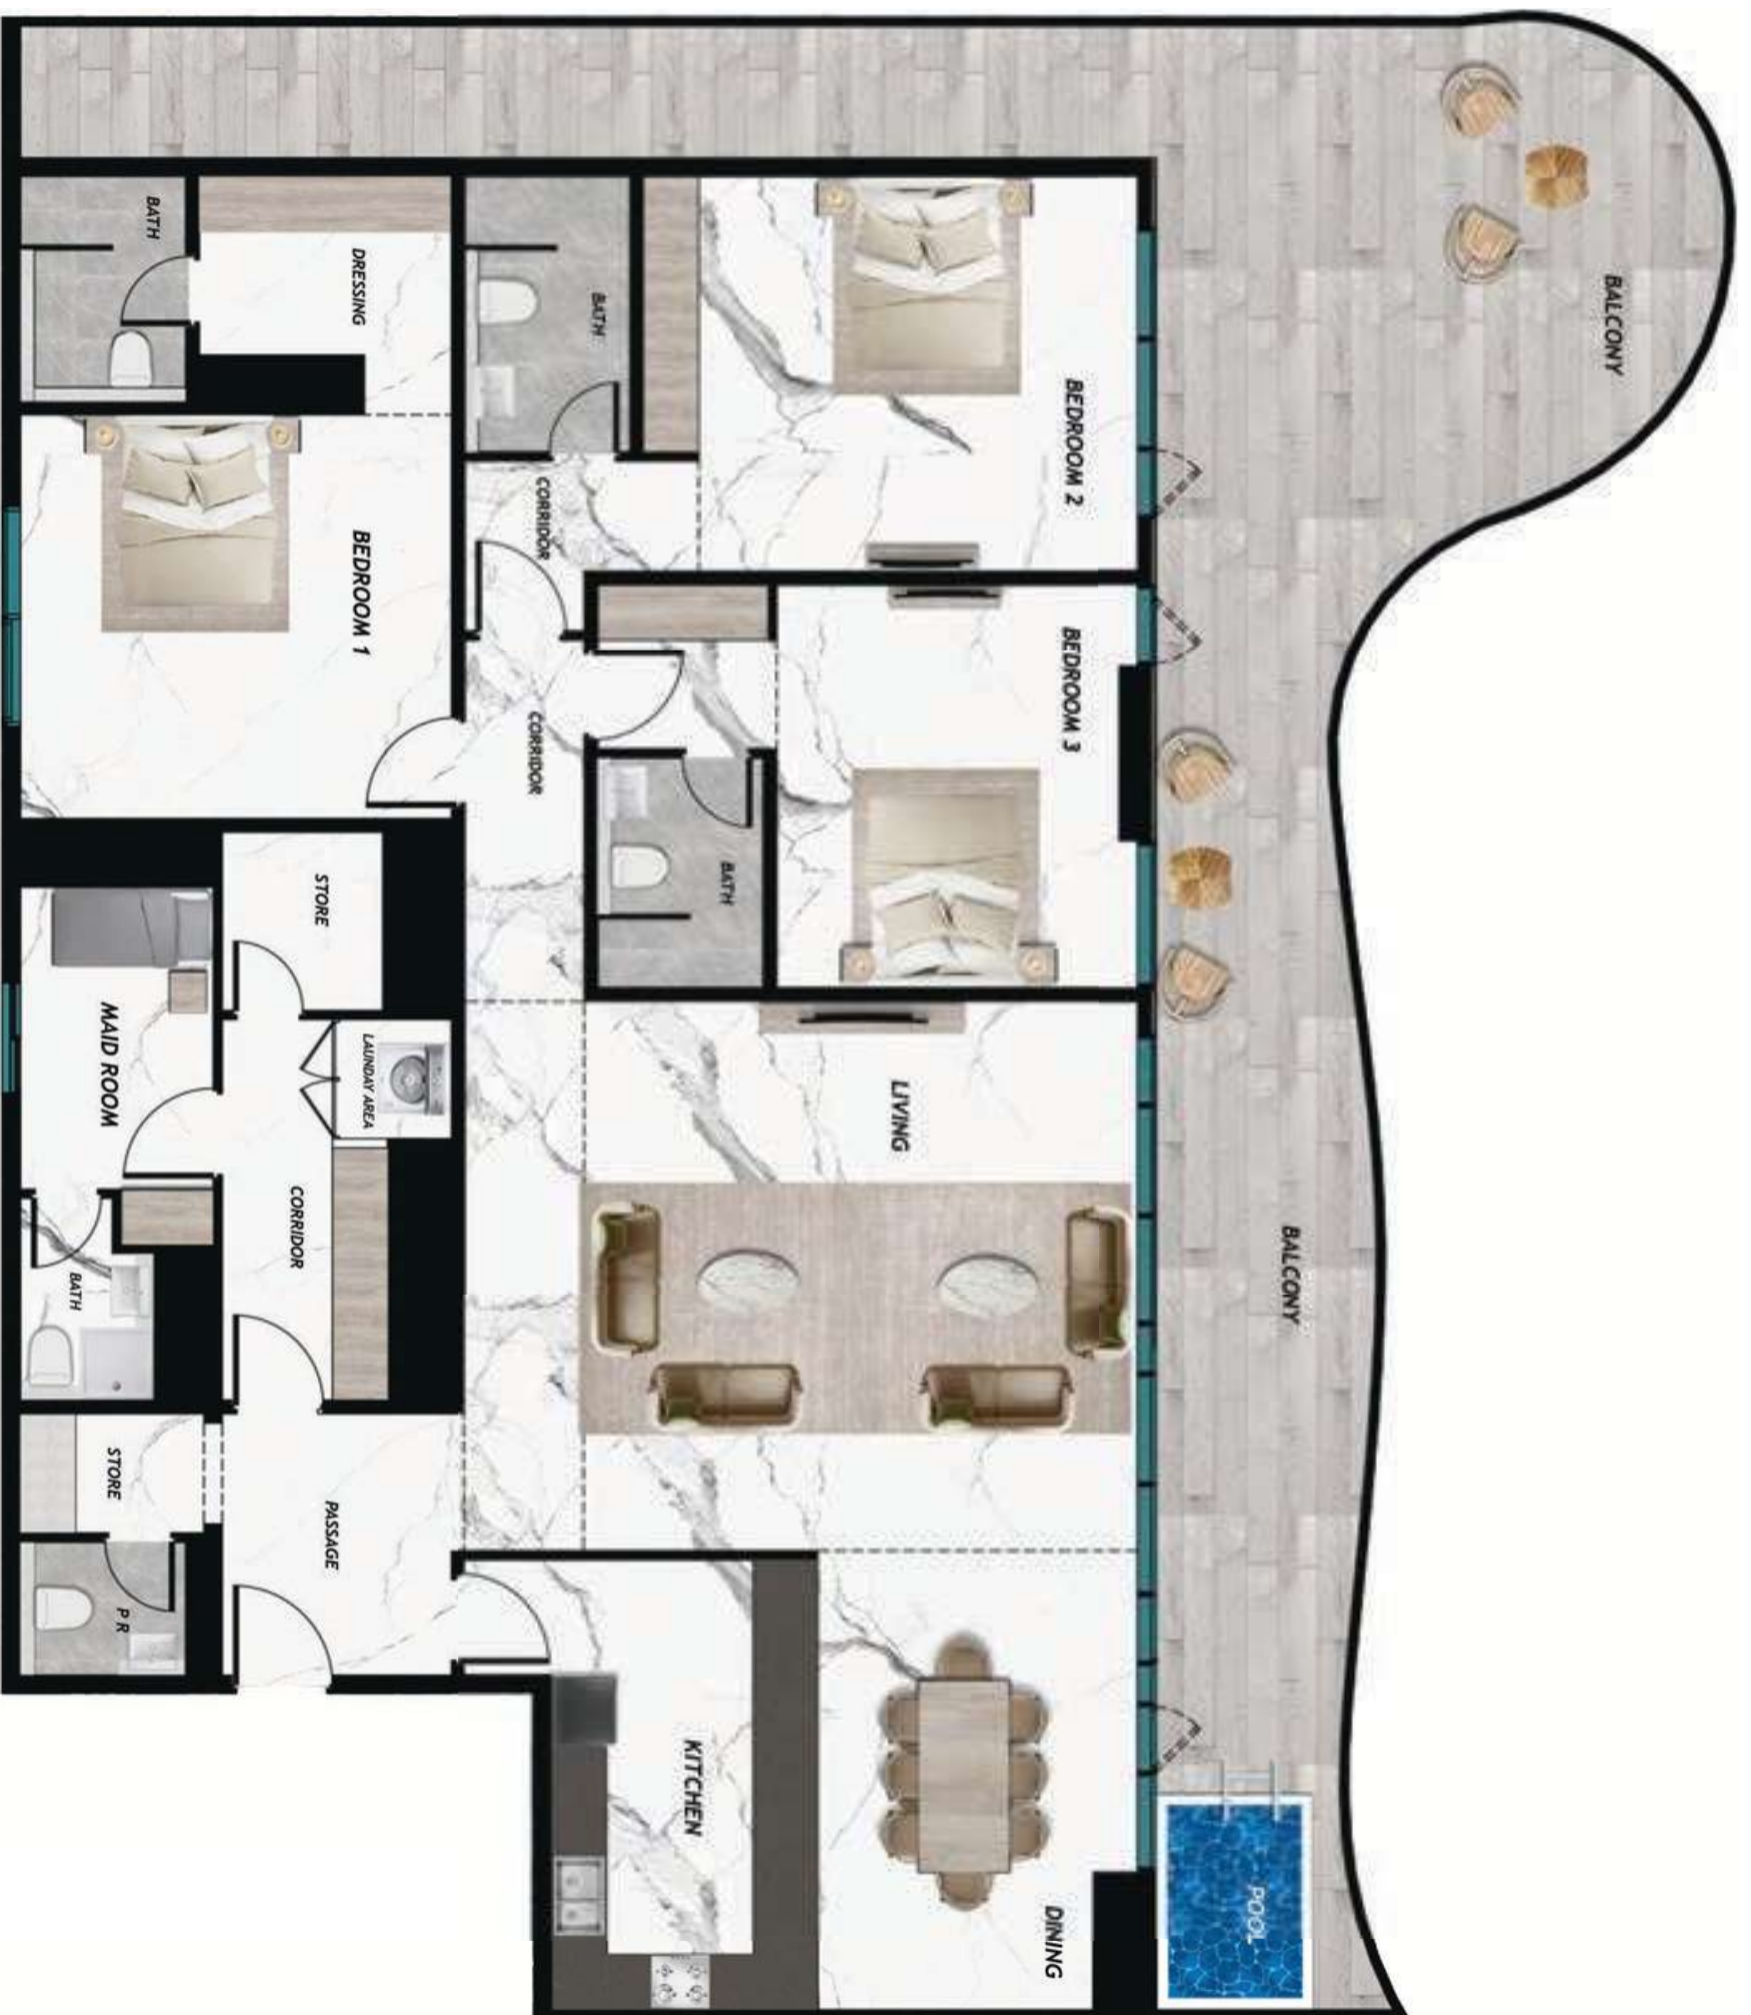 BALCONY
BATH
DRESSING
BATH
BEDROOM 2
CORRIDOR
BEDROOM 1
BEDROOM 3
CORRIDOR
BATH
STORE
MAID ROOM
LAUNDAY AREA
LIVING
CORRIDOR
BATH
BALCONY
STORE
PASSAGE
P R
KITCHEN
DINING
POOL